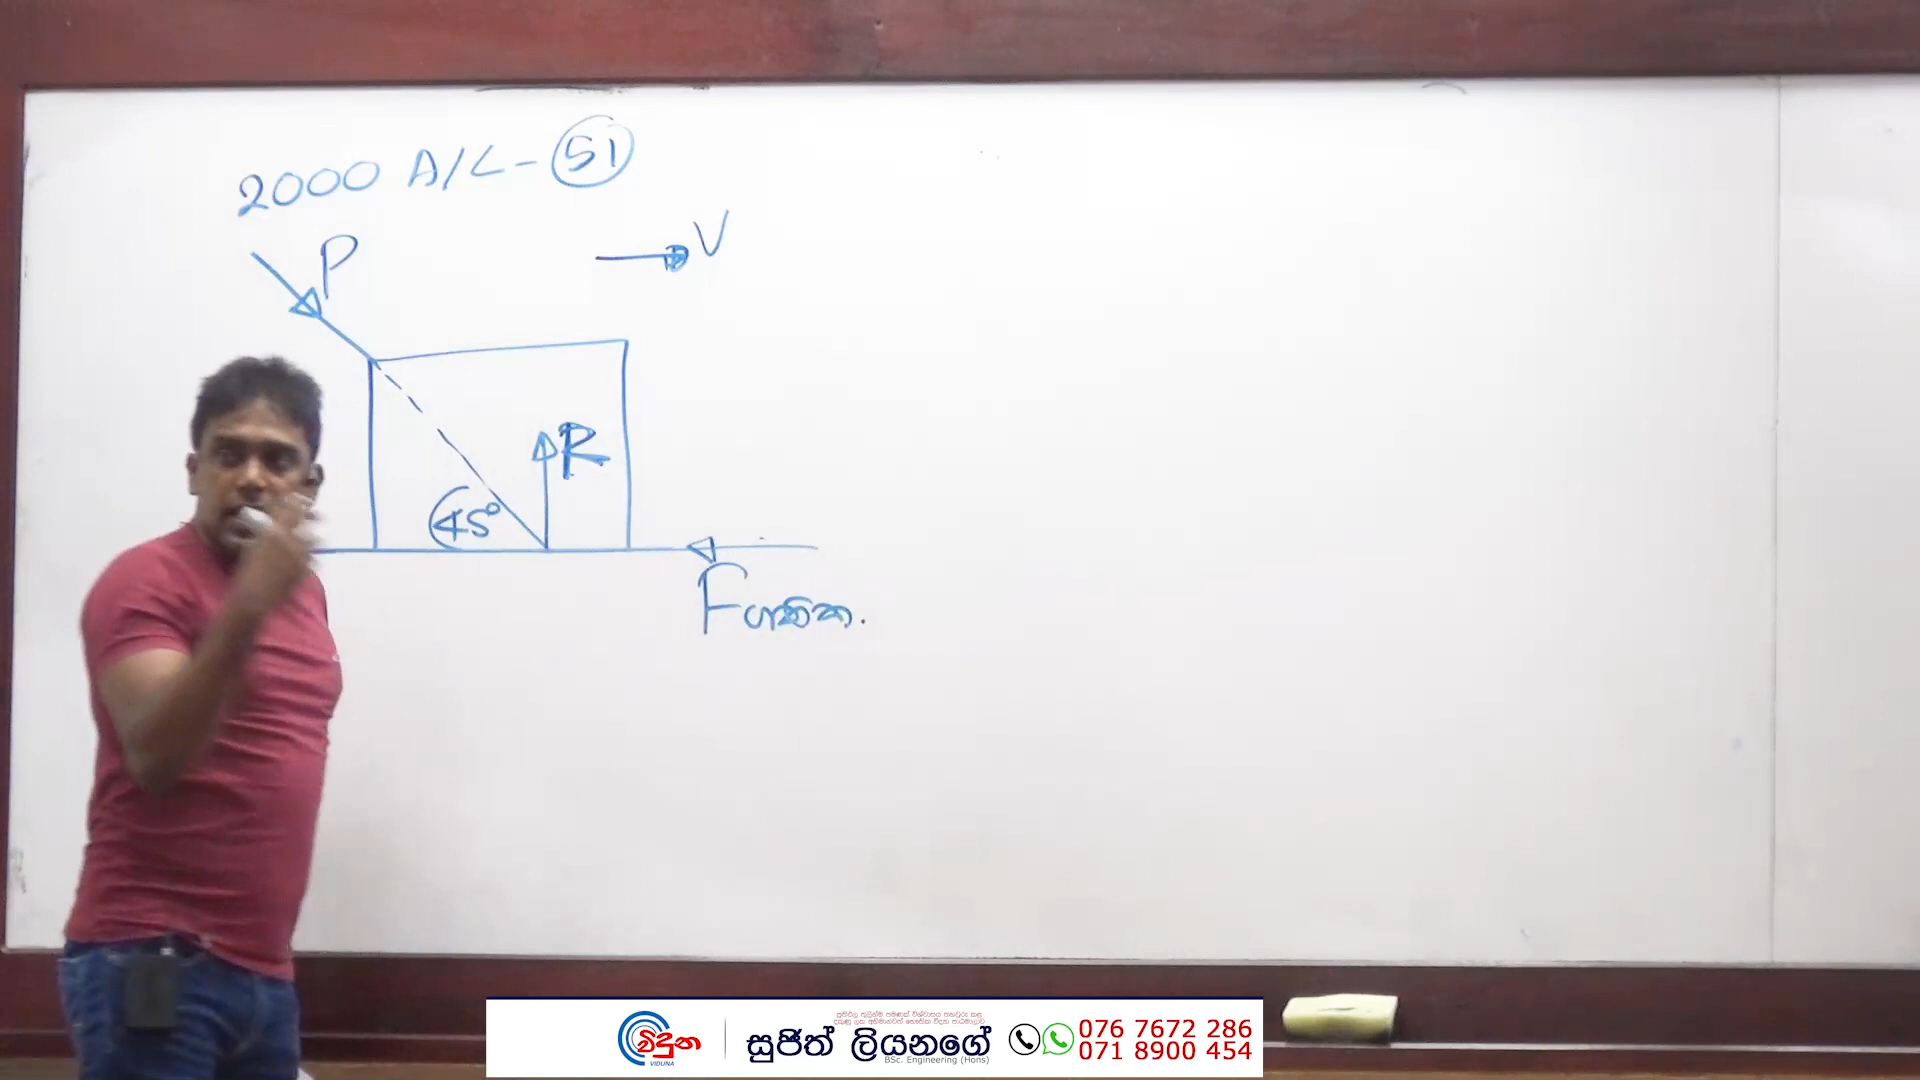 2000 A/L - 51
P
V
R
45°
F ගතික.
විදුන
VIDUNA
සුජිත් ලියනගේ
BSc. Engineering (Hons)
076 7672 286
071 8900 454